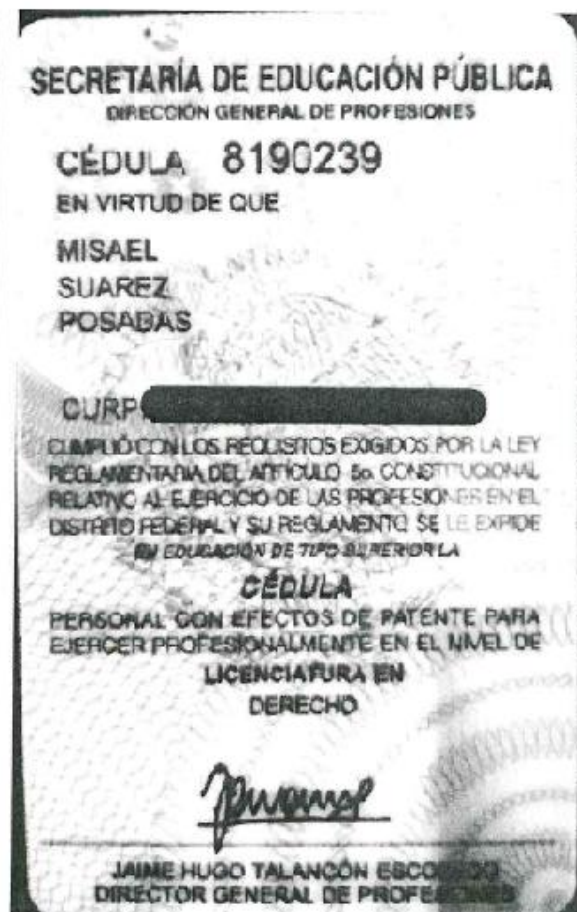 SECRETARÍA DE EDUCACIÓN PÚBLICA
DIRECCIÓN GENERAL DE PROFESIONES
CÉDULA 8190239
EN VIRTUD DE QUE
MISAEL
SUAREZ
POSADAS
CURP
CUMPLIÓ CON LOS REQUISITOS EXIGIDOS POR LA LEY
REGLAMENTARIA DEL ARTÍCULO 5o. CONSTITUCIONAL
RELATIVO AL EJERCICIO DE LAS PROFESIONES EN EL
DISTRITO FEDERAL Y SU REGLAMENTO SE LE EXPIDE
EN EDUCACIÓN DE TIPO SUPERIOR LA
CÉDULA
PERSONAL CON EFECTOS DE PATENTE PARA
EJERCER PROFESIONALMENTE EN EL NIVEL DE
LICENCIATURA EN
DERECHO
JAIME HUGO TALANCÓN ESCOBEDO
DIRECTOR GENERAL DE PROFESIONES